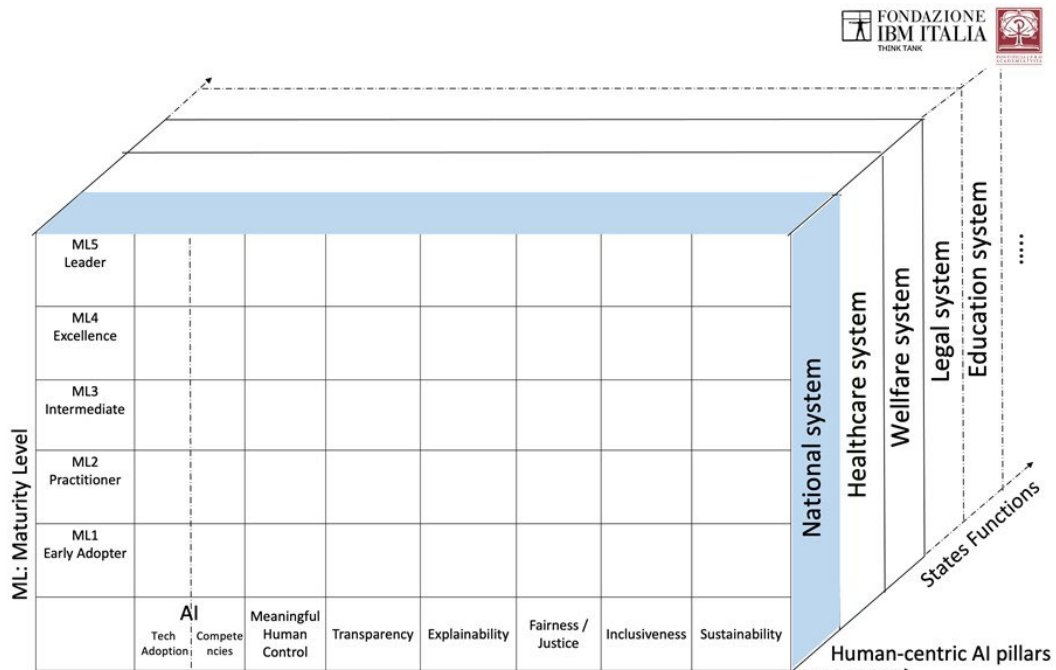 FONDAZIONE
IBM ITALIA
THINK TANK
ML5
Leader
ML4
Excellence
ML3
Intermediate
ML2
Practitioner
ML1
Early Adopter
ML: Maturity Level
AI
Tech
Adoption
Compete
ncies
Meaningful
Human
Control
Transparency
Explainability
Fairness /
Justice
Inclusiveness
Sustainability
National system
Healthcare system
Wellfare system
Legal system
Education system
.....
States Functions
Human-centric AI pillars